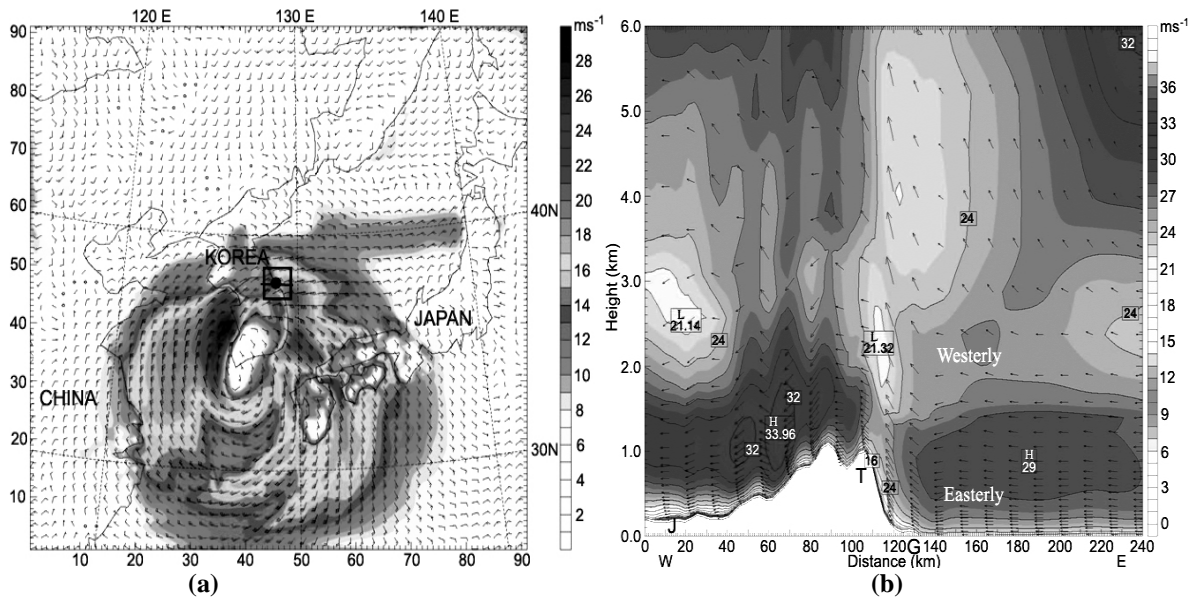 120 E 130 E 140 E
ms-1
90
80
70
60
50
40
30
20
10
40N
30N
KOREA
JAPAN
CHINA
28
26
24
22
20
18
16
14
12
10
8
6
4
2
10 20 30 40 50 60 70 80 90
(a)
6.0
5.0
4.0
3.0
2.0
1.0
0.0
Height (km)
ms-1
36
33
30
27
24
21
18
15
12
9
6
3
0
32
24
L
21.14
24
L
21.32
24
Westerly
32
H
33.96
32
16
24
H
29
T
Easterly
J
0 20 40 60 80 100 120 G 140 160 180 200 220 240
W Distance (km) E
(b)